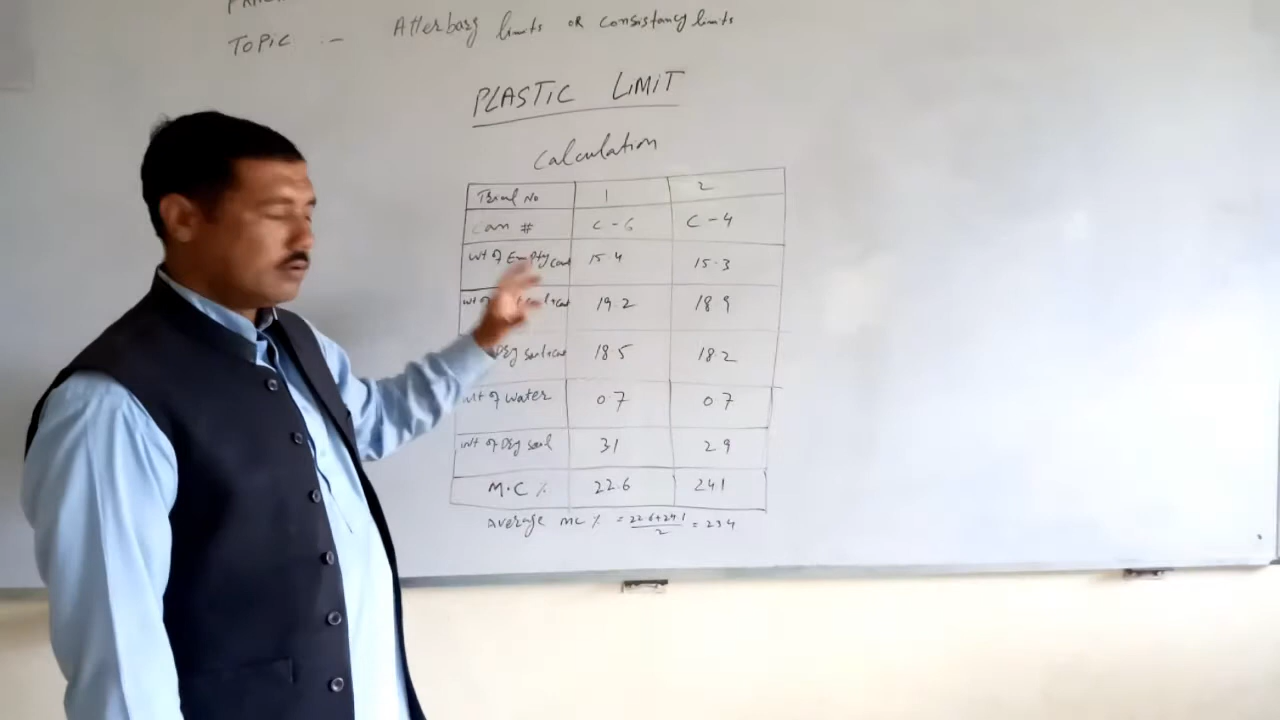 TOPIC :- Atterbarg limits OR consistancy limits
PLASTIC LIMIT
Calculation
Trial No 1 2
Can # C-6 C-4
Wt of Empty can 15.4 15.3
Wt of 19.2 18.9
Dry soil+can 18.5 18.2
Wt of water 0.7 0.7
Wt of Dry soil 3.1 2.9
M.C % 22.6 24.1
Average MC % = 22.6+24.1 / 2 = 23.4